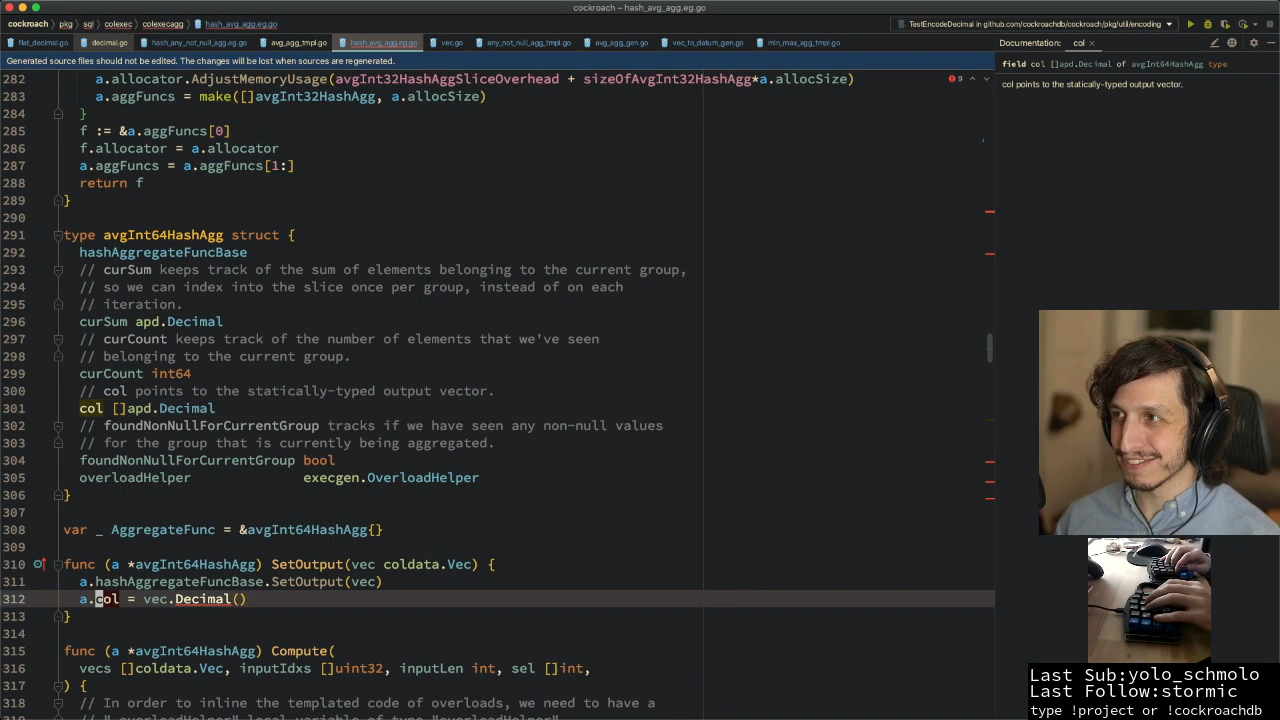 cockroach – hash_avg_agg.eg.go
cockroach › pkg › sql › colexec › colexecagg › hash_avg_agg.eg.go
TestEncodeDecimal in github.com/cockroachdb/cockroach/pkg/util/encoding
flat_decimal.go decimal.go hash_any_not_null_agg.eg.go avg_agg_tmpl.go hash_avg_agg.eg.go vec.go any_not_null_agg_tmpl.go avg_agg_gen.go vec_to_datum_gen.go min_max_agg_tmpl.go
Documentation: col ×
Generated source files should not be edited. The changes will be lost when sources are regenerated.
field col []apd.Decimal of avgInt64HashAgg type
col points to the statically-typed output vector.
9
282 a.allocator.AdjustMemoryUsage(avgInt32HashAggSliceOverhead + sizeOfAvgInt32HashAgg*a.allocSize)
283 a.aggFuncs = make([]avgInt32HashAgg, a.allocSize)
284 }
285 f := &a.aggFuncs[0]
286 f.allocator = a.allocator
287 a.aggFuncs = a.aggFuncs[1:]
288 return f
289 }
290
291 type avgInt64HashAgg struct {
292 hashAggregateFuncBase
293 // curSum keeps track of the sum of elements belonging to the current group,
294 // so we can index into the slice once per group, instead of on each
295 // iteration.
296 curSum apd.Decimal
297 // curCount keeps track of the number of elements that we've seen
298 // belonging to the current group.
299 curCount int64
300 // col points to the statically-typed output vector.
301 col []apd.Decimal
302 // foundNonNullForCurrentGroup tracks if we have seen any non-null values
303 // for the group that is currently being aggregated.
304 foundNonNullForCurrentGroup bool
305 overloadHelper execgen.OverloadHelper
306 }
307
308 var _ AggregateFunc = &avgInt64HashAgg{}
309
310 func (a *avgInt64HashAgg) SetOutput(vec coldata.Vec) {
311 a.hashAggregateFuncBase.SetOutput(vec)
312 a.col = vec.Decimal()
313 }
314
315 func (a *avgInt64HashAgg) Compute(
316 vecs []coldata.Vec, inputIdxs []uint32, inputLen int, sel []int,
317 ) {
318 // In order to inline the templated code of overloads, we need to have a
319 // "_overloadHelper" local variable of type "overloadHelper".
Last Sub:yolo_schmolo
Last Follow:stormic
type !project or !cockroachdb